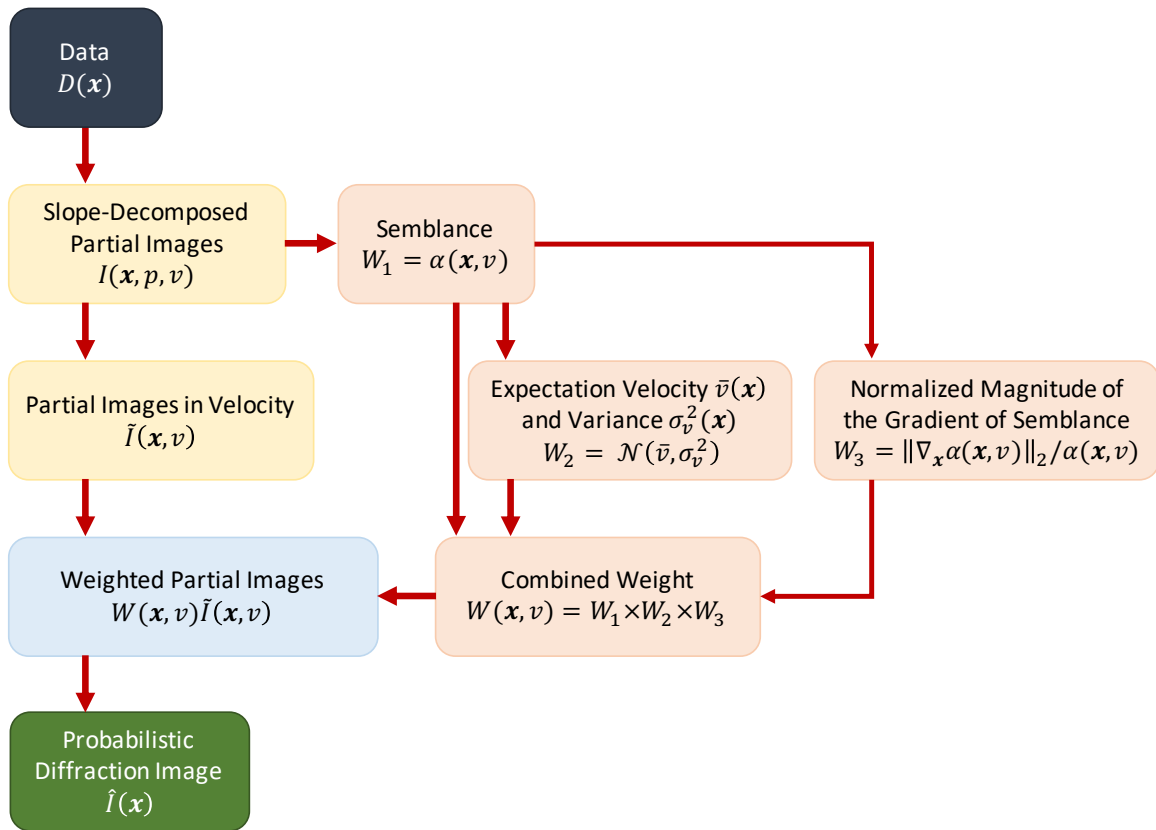 Data
D(𝒙)
Slope-Decomposed
Partial Images
I(𝒙, p, v)
Semblance
W₁ = α(𝒙, v)
Partial Images in Velocity
Ĩ(𝒙, v)
Expectation Velocity v̄(𝒙)
and Variance σᵥ²(𝒙)
W₂ = 𝒩(v̄, σᵥ²)
Normalized Magnitude of
the Gradient of Semblance
W₃ = ‖∇ₓα(𝒙, v)‖₂/α(𝒙, v)
Weighted Partial Images
W(𝒙, v)Ĩ(𝒙, v)
Combined Weight
W(𝒙, v) = W₁×W₂×W₃
Probabilistic
Diffraction Image
Î(𝒙)